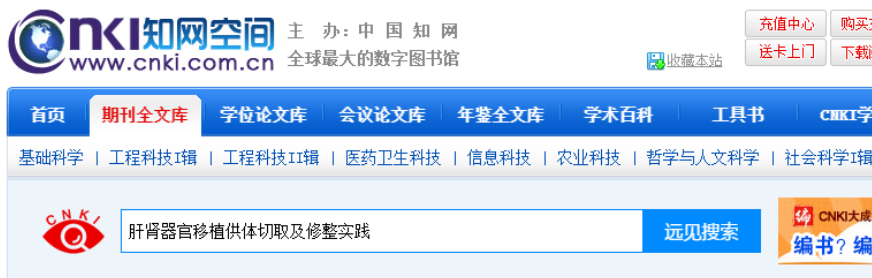 cnki知网空间
www.cnki.com.cn
主 办:中 国 知 网
全球最大的数字图书馆
收藏本站
充值中心 购买
送卡上门 下载
首页 期刊全文库 学位论文库 会议论文库 年鉴全文库 学术百科 工具书 CNKI学
基础科学 | 工程科技I辑 | 工程科技II辑 | 医药卫生科技 | 信息科技 | 农业科技 | 哲学与人文科学 | 社会科学I辑
CNKI
肝肾器官移植供体切取及修整实践 远见搜索
编 CNKI大成
编书? 编